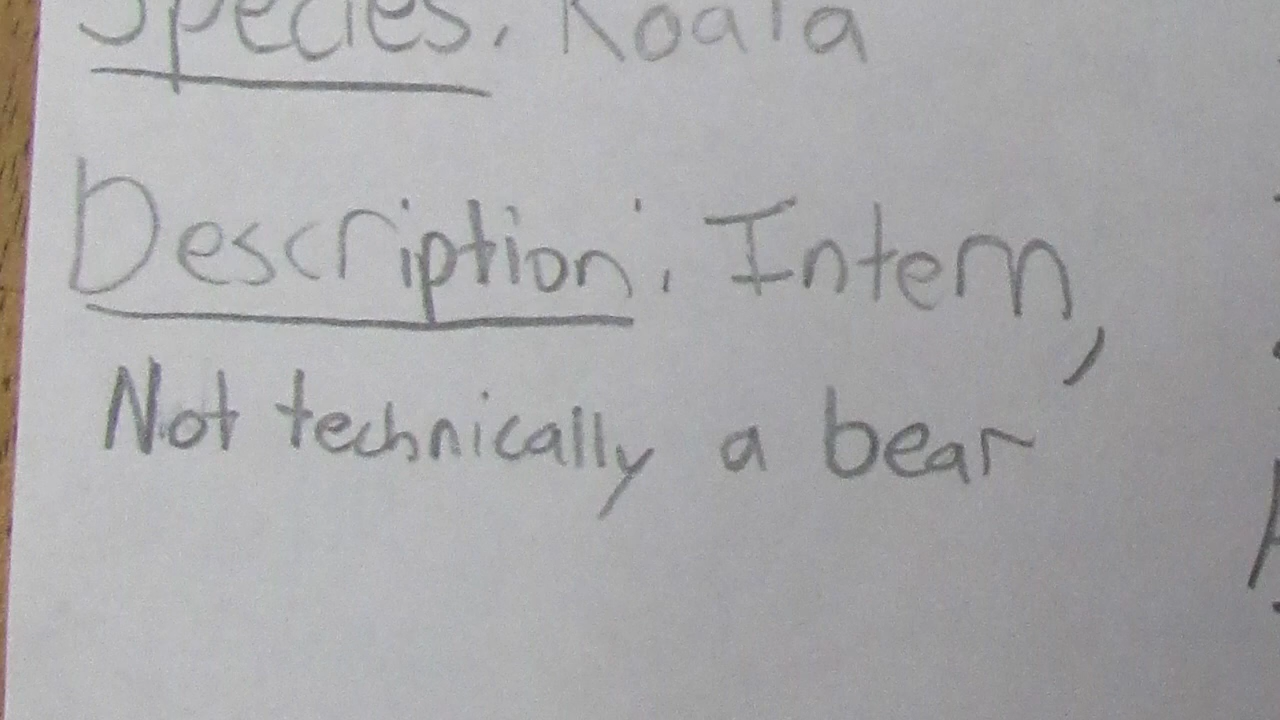 Species: Koala
Description: Intern,
Not technically a bear